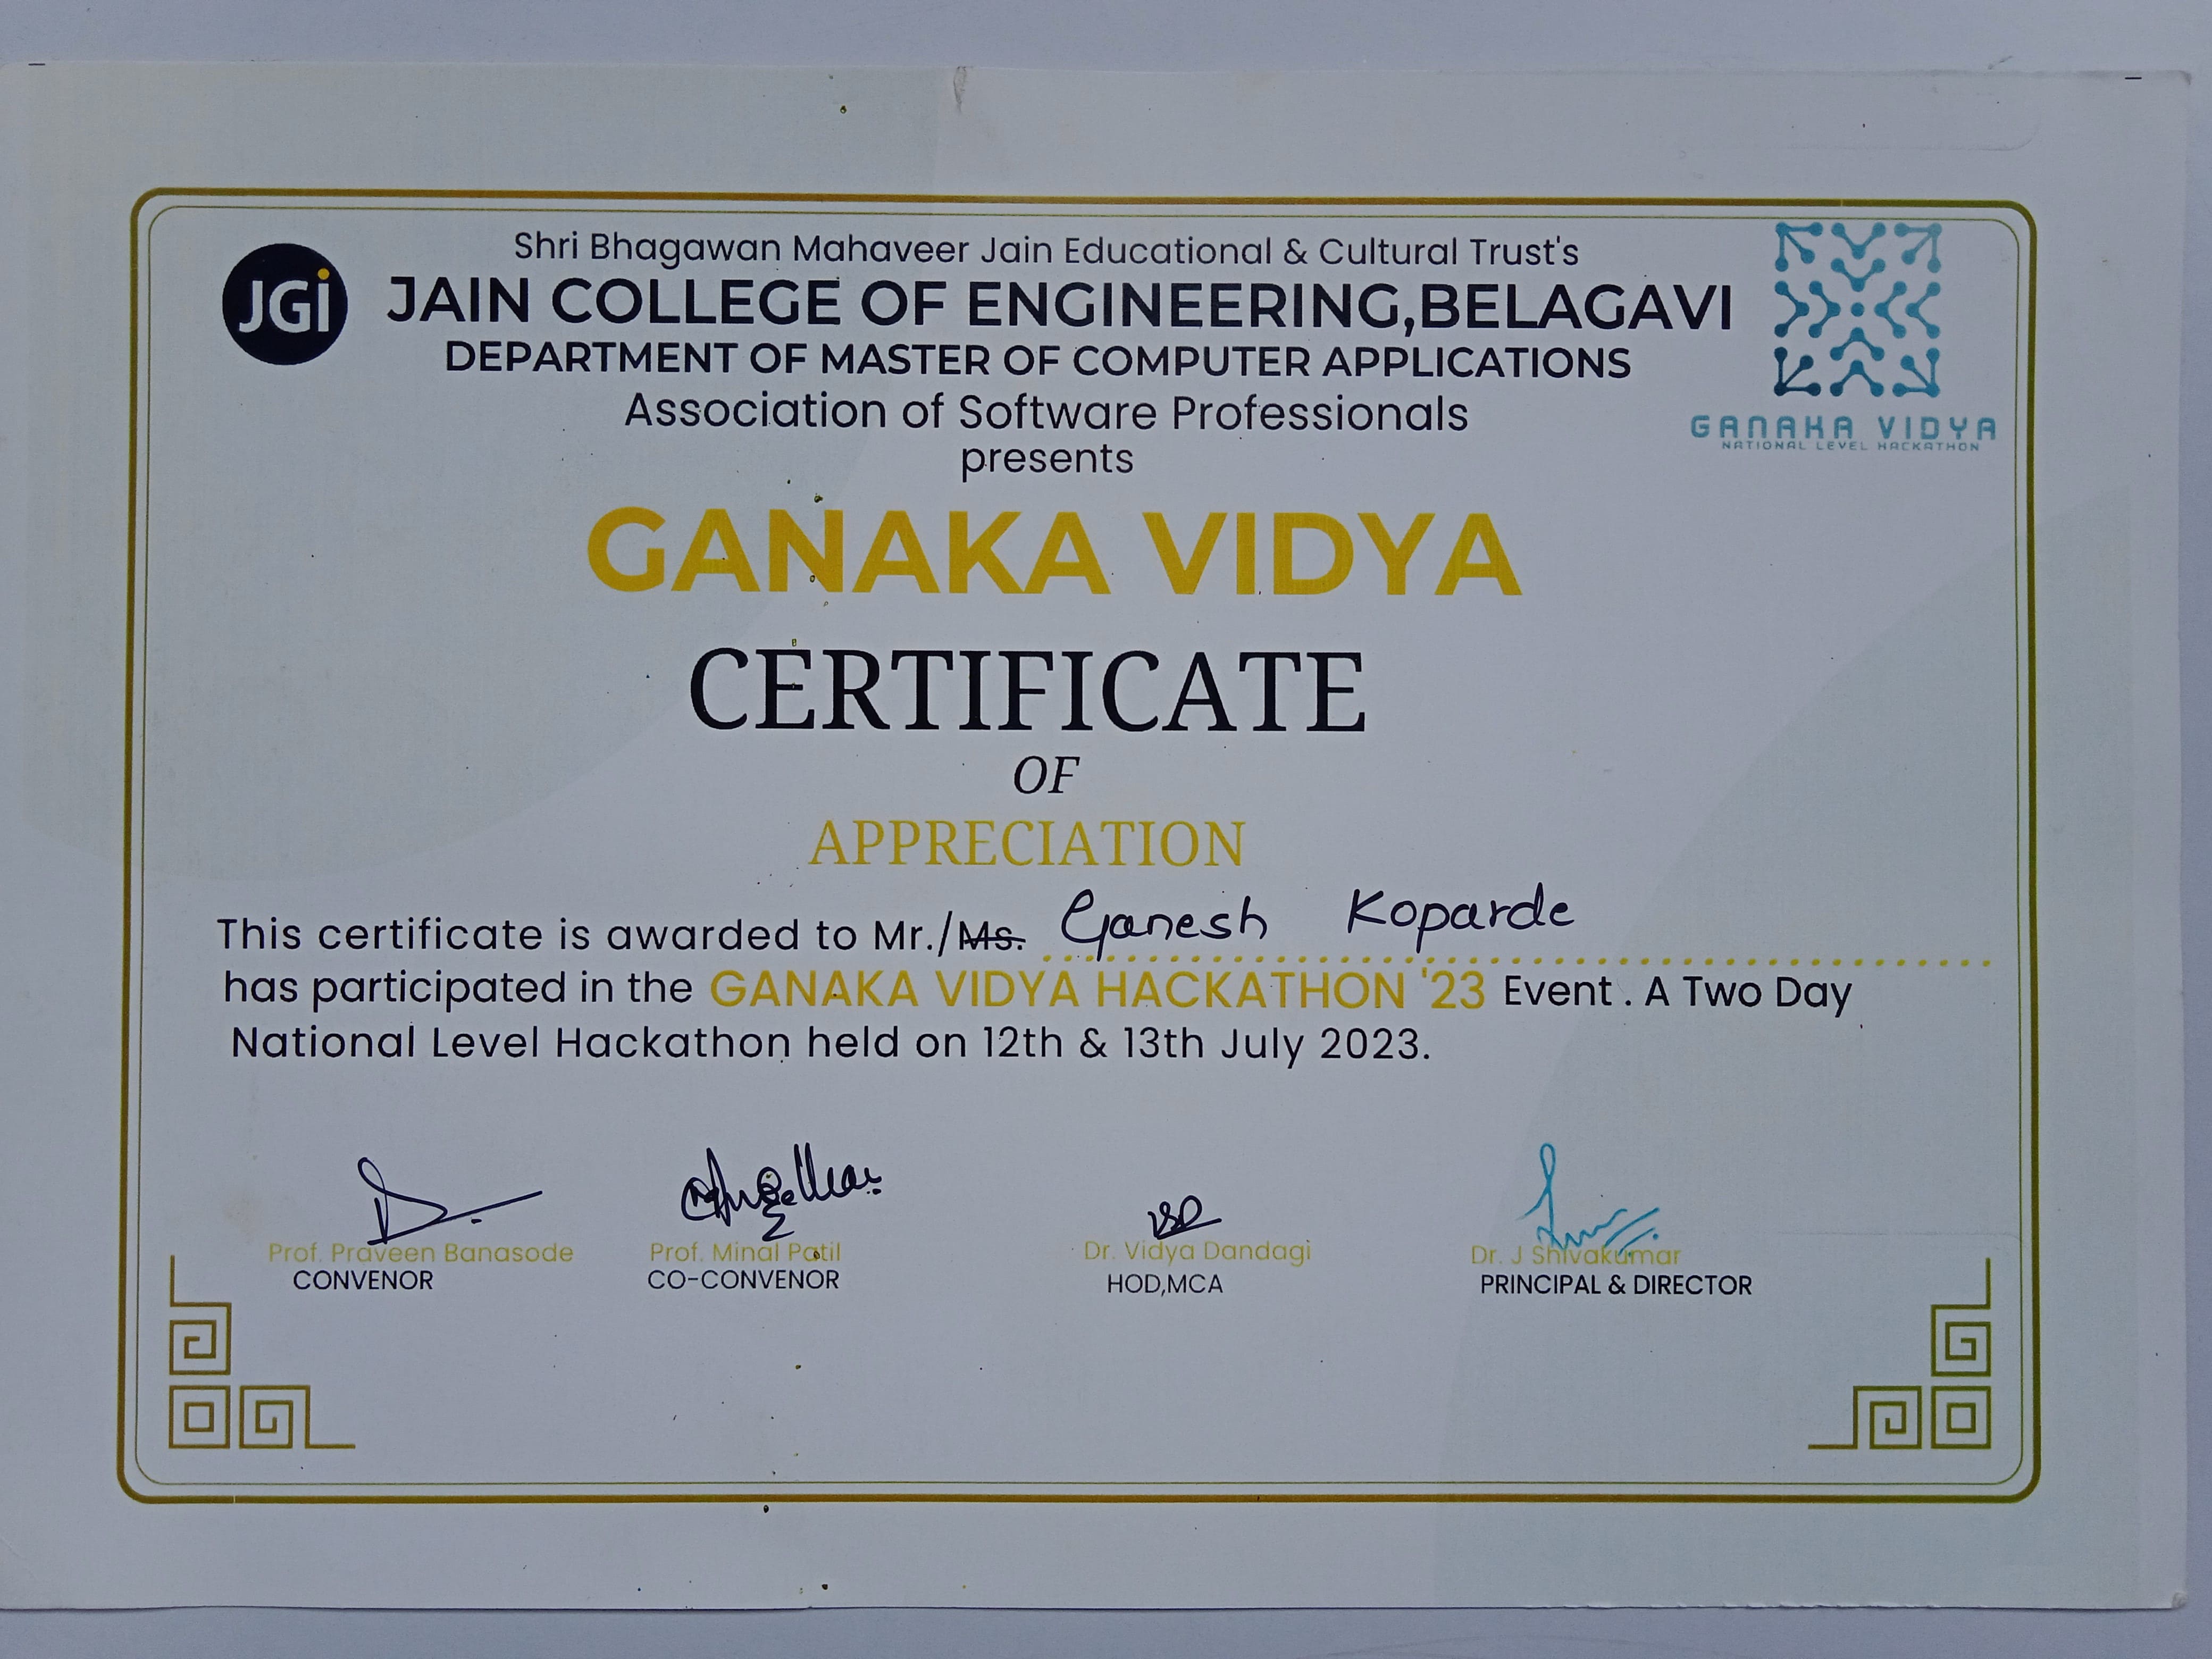 JGi
Shri Bhagawan Mahaveer Jain Educational & Cultural Trust's
JAIN COLLEGE OF ENGINEERING,BELAGAVI
DEPARTMENT OF MASTER OF COMPUTER APPLICATIONS
Association of Software Professionals
presents
GANAKA VIDYA
NATIONAL LEVEL HACKATHON
GANAKA VIDYA
CERTIFICATE
OF
APPRECIATION
This certificate is awarded to Mr./Ms. Ganesh Koparde
has participated in the GANAKA VIDYA HACKATHON '23 Event. A Two Day
National Level Hackathon held on 12th & 13th July 2023.
Prof. Praveen Banasode
CONVENOR
Prof. Minal Patil
CO-CONVENOR
Dr. Vidya Dandagi
HOD,MCA
Dr. J Shivakumar
PRINCIPAL & DIRECTOR